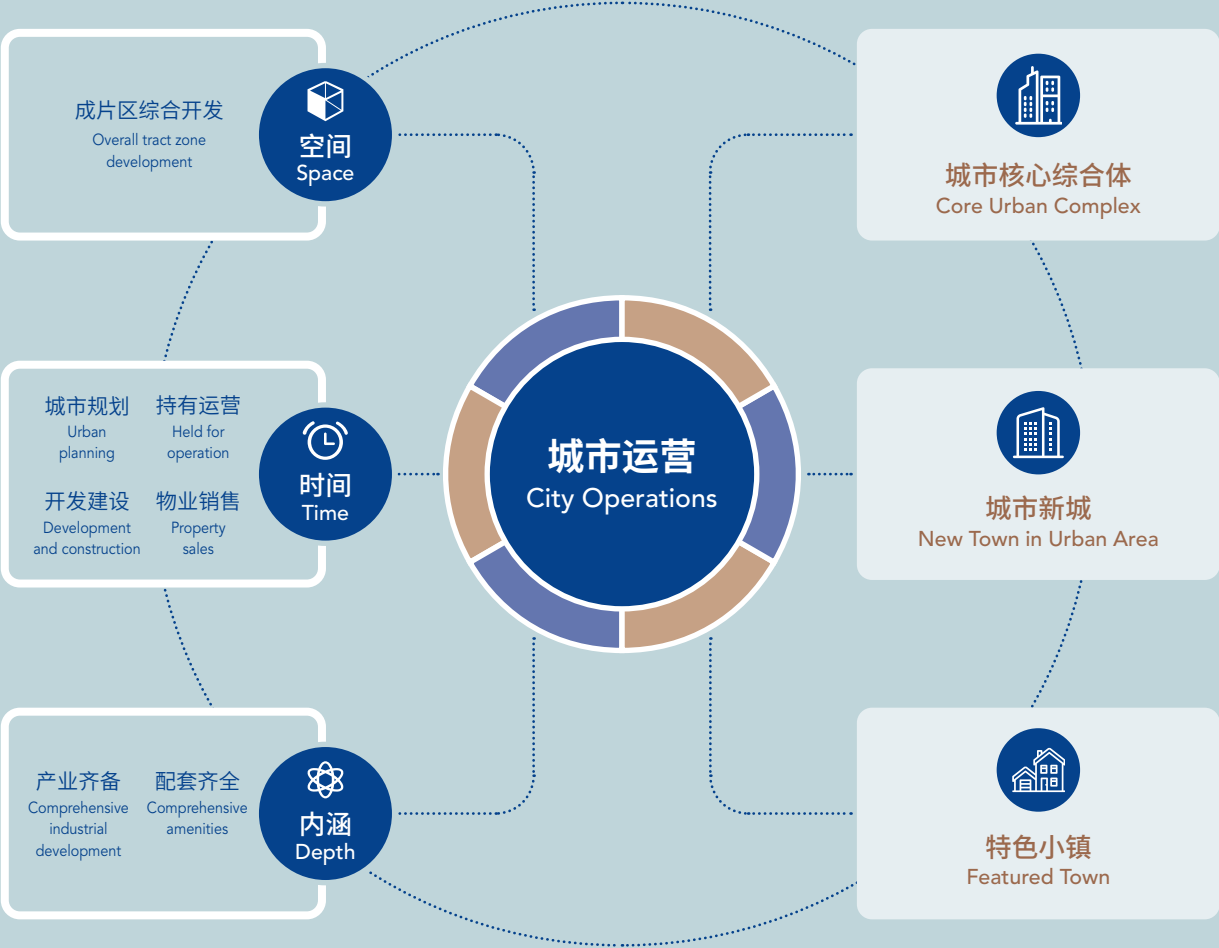 成片区综合开发
Overall tract zone
development
空间
Space
城市核心综合体
Core Urban Complex
城市规划
Urban
planning
持有运营
Held for
operation
开发建设
Development
and construction
物业销售
Property
sales
时间
Time
城市运营
City Operations
城市新城
New Town in Urban Area
产业齐备
Comprehensive
industrial
development
配套齐全
Comprehensive
amenities
内涵
Depth
特色小镇
Featured Town